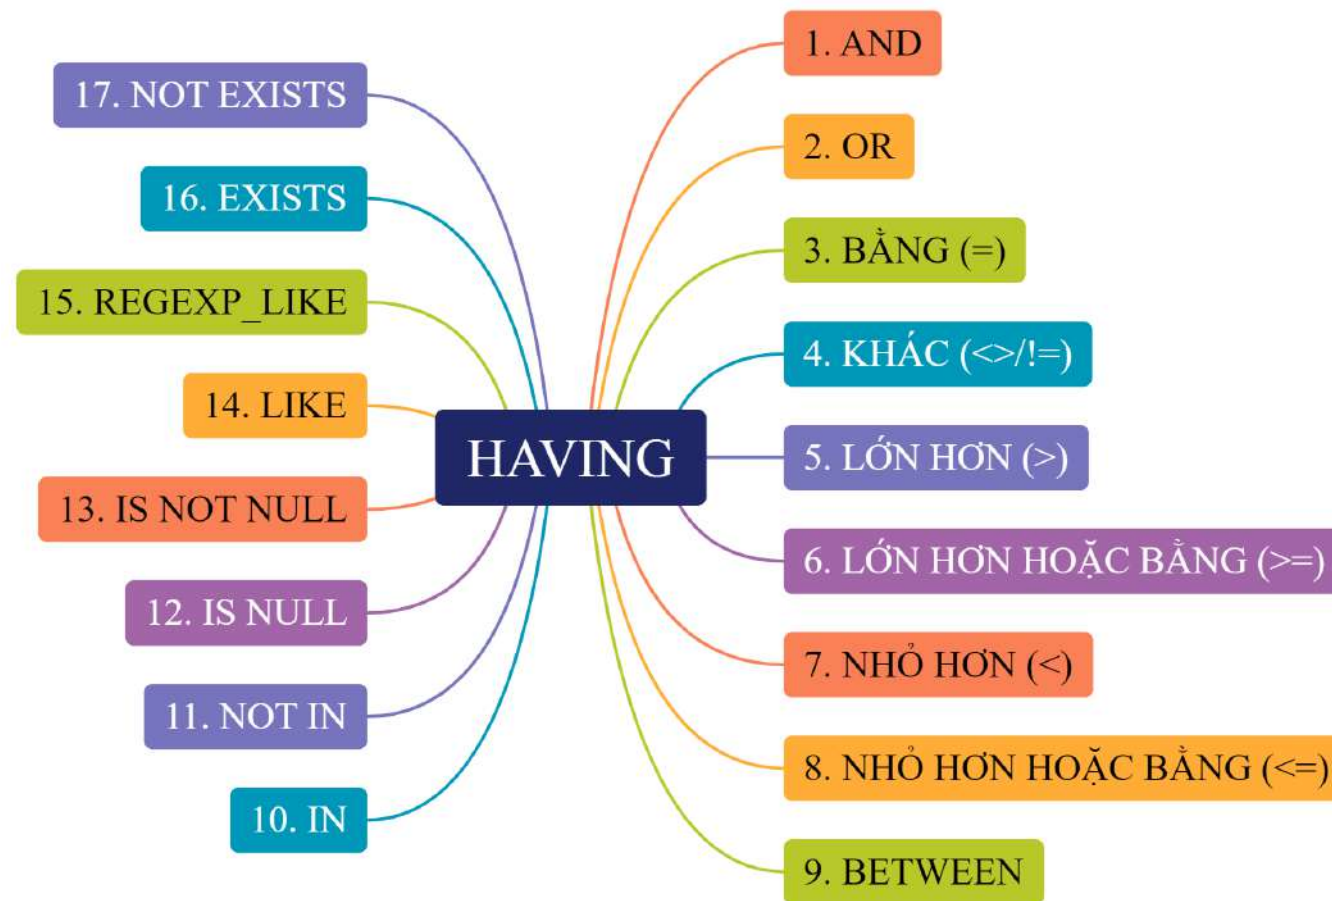 HAVING
1. AND
2. OR
3. BẰNG (=)
4. KHÁC (<>/!=)
5. LỚN HƠN (>)
6. LỚN HƠN HOẶC BẰNG (>=)
7. NHỎ HƠN (<)
8. NHỎ HƠN HOẶC BẰNG (<=)
9. BETWEEN
10. IN
11. NOT IN
12. IS NULL
13. IS NOT NULL
14. LIKE
15. REGEXP_LIKE
16. EXISTS
17. NOT EXISTS